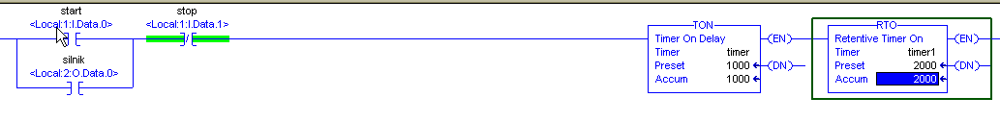 start
<Local:1:I.Data.0>
stop
<Local:1:I.Data.1>
/
silnik
<Local:2:O.Data.0>
TON
Timer On Delay
Timer timer
Preset 1000
Accum 1000
(EN)
(DN)
RTO
Retentive Timer On
Timer timer1
Preset 2000
Accum 2000
(EN)
(DN)